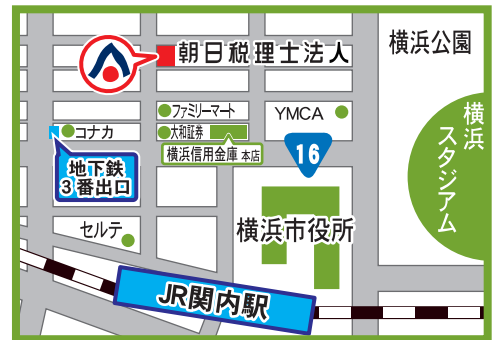 朝日税理士法人
横浜公園
ファミリーマート
YMCA
コナカ
大和証券
横浜信用金庫 本店
16
横浜
スタジアム
地下鉄
3番出口
セルテ
横浜市役所
JR関内駅